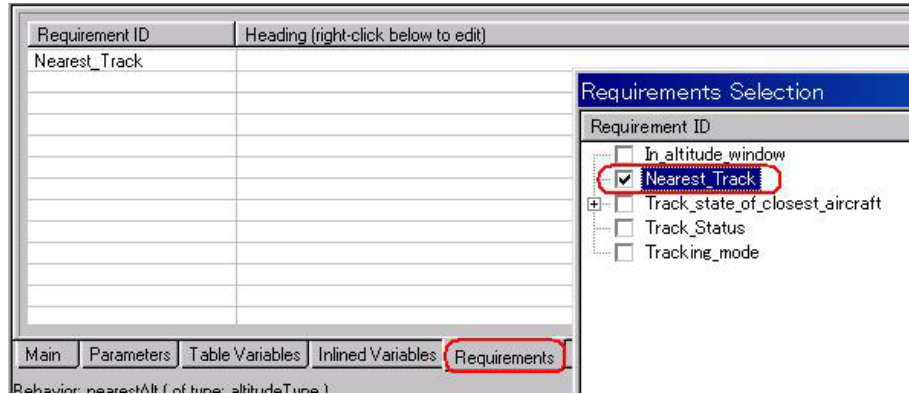 Requirement ID Heading (right-click below to edit)
Nearest_Track
Requirements Selection
Requirement ID
In_altitude_window
Nearest_Track
Track_state_of_closest_aircraft
Track_Status
Tracking_mode
Main Parameters Table Variables Inlined Variables Requirements
Behavior: nearestAlt ( of type: altitudeType )